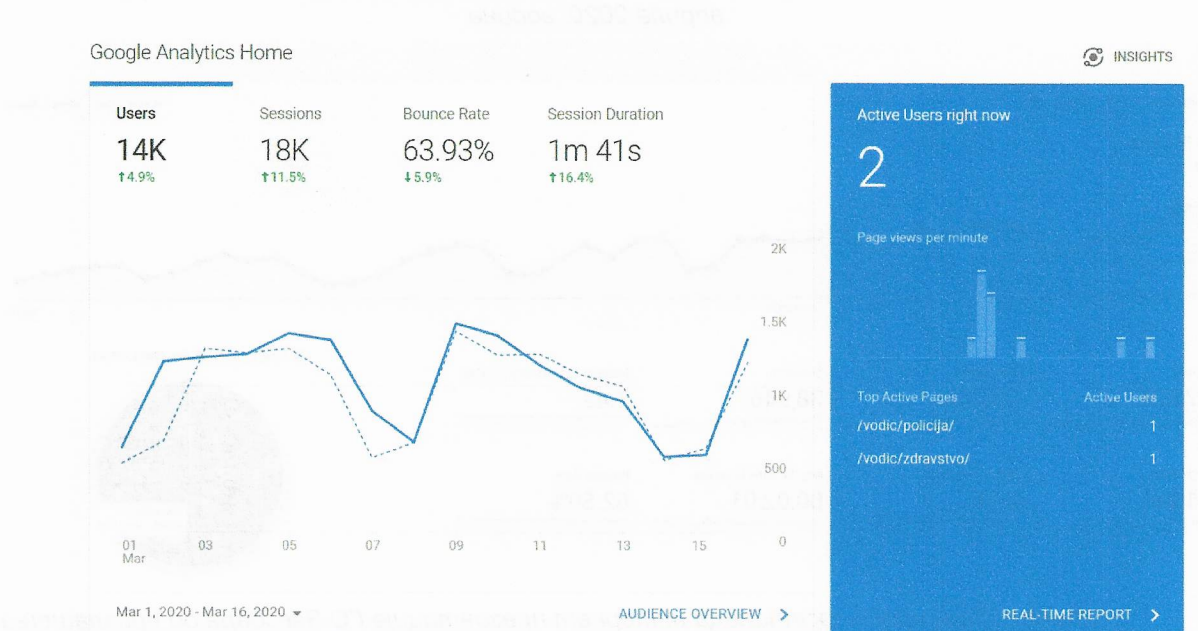 Google Analytics Home
INSIGHTS
Users
14K
↑4.9%
Sessions
18K
↑11.5%
Bounce Rate
63.93%
↓5.9%
Session Duration
1m 41s
↑16.4%
2K
1.5K
1K
500
0
01
Mar
03
05
07
09
11
13
15
Mar 1, 2020 - Mar 16, 2020
AUDIENCE OVERVIEW >
Active Users right now
2
Page views per minute
Top Active Pages
Active Users
/vodic/policija/
1
/vodic/zdravstvo/
1
REAL-TIME REPORT >